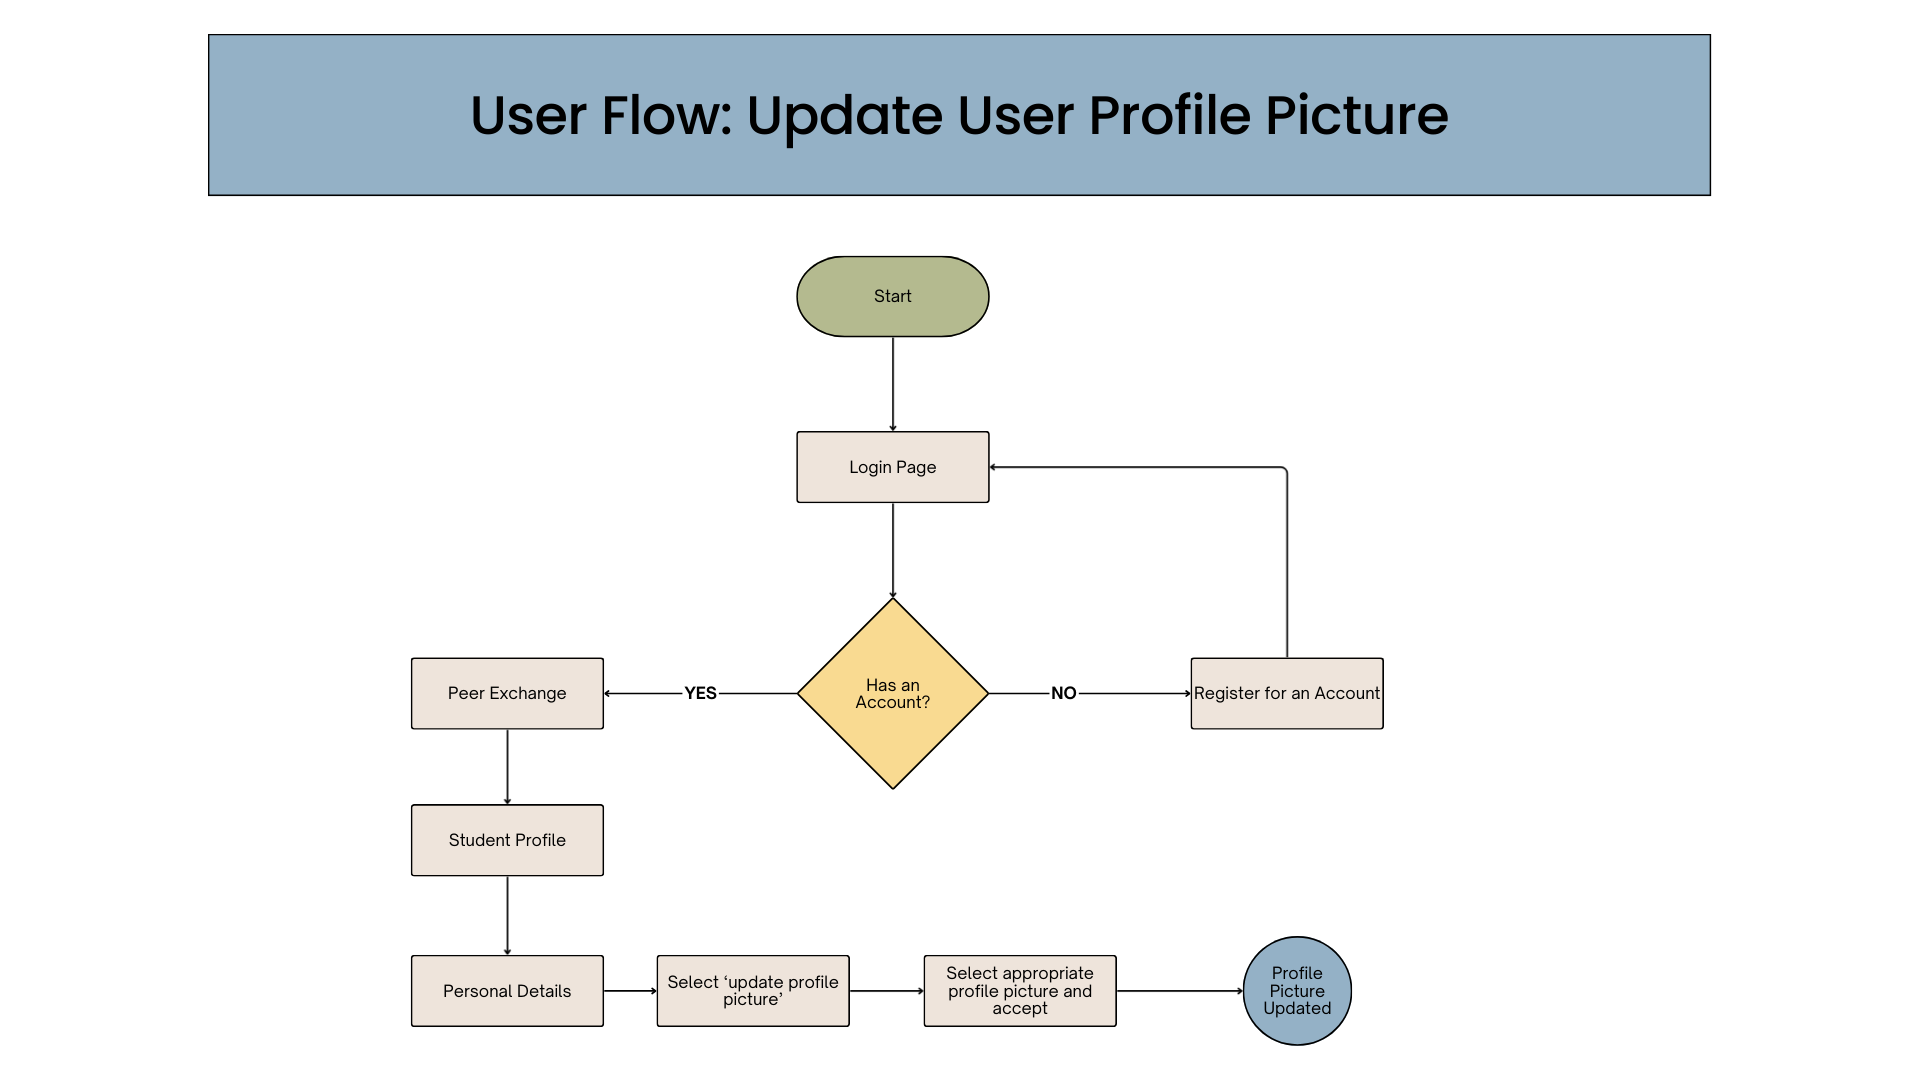 User Flow: Update User Profile Picture
Start
Login Page
Has an
Account?
YES
NO
Peer Exchange
Register for an Account
Student Profile
Personal Details
Select ‘update profile
picture’
Select appropriate
profile picture and
accept
Profile
Picture
Updated